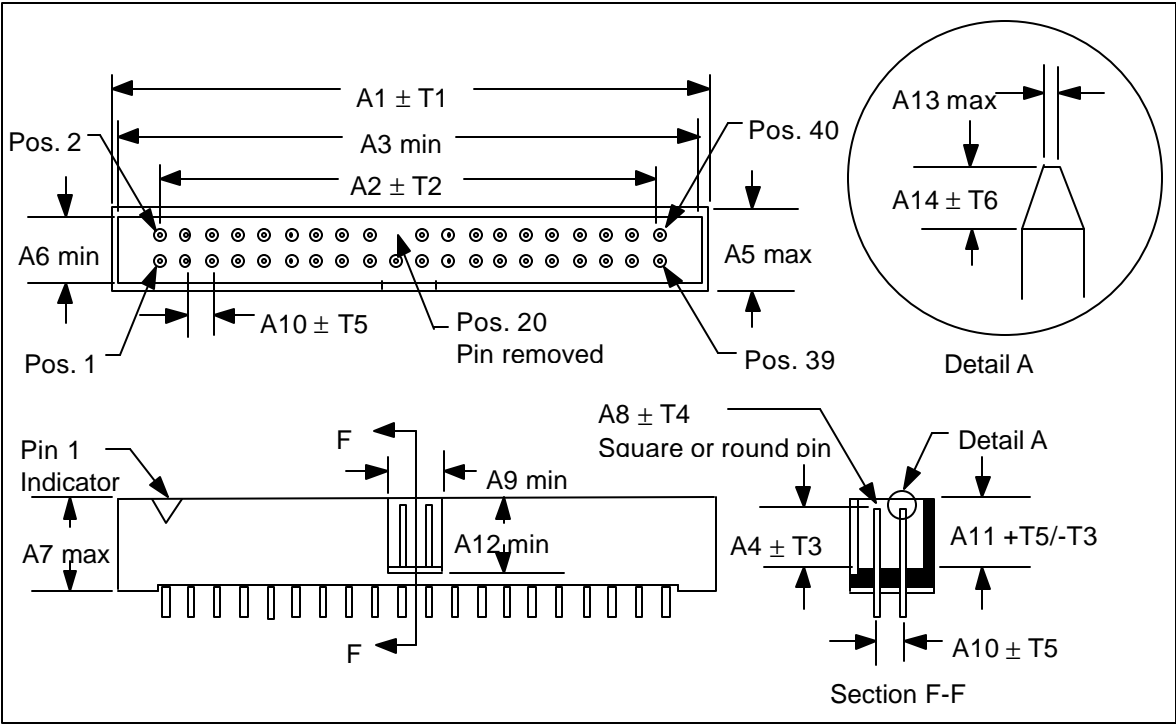 A1 ± T1
A13 max
Pos. 2
A3 min
Pos. 40
A2 ± T2
A14 ± T6
A6 min
A5 max
A10 ± T5
Pos. 20
Pin removed
Pos. 1
Pos. 39
Detail A
A8 ± T4
Square or round pin
F
Detail A
Pin 1
Indicator
A9 min
A7 max
A12 min
A4 ± T3
A11 +T5/-T3
F
A10 ± T5
Section F-F